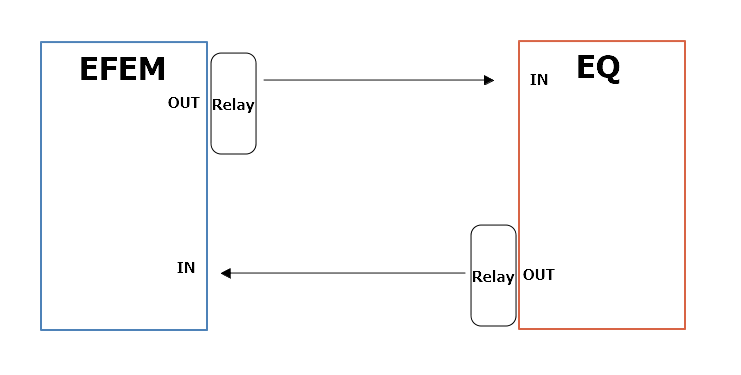 EFEM
EQ
OUT
Relay
IN
IN
Relay
OUT